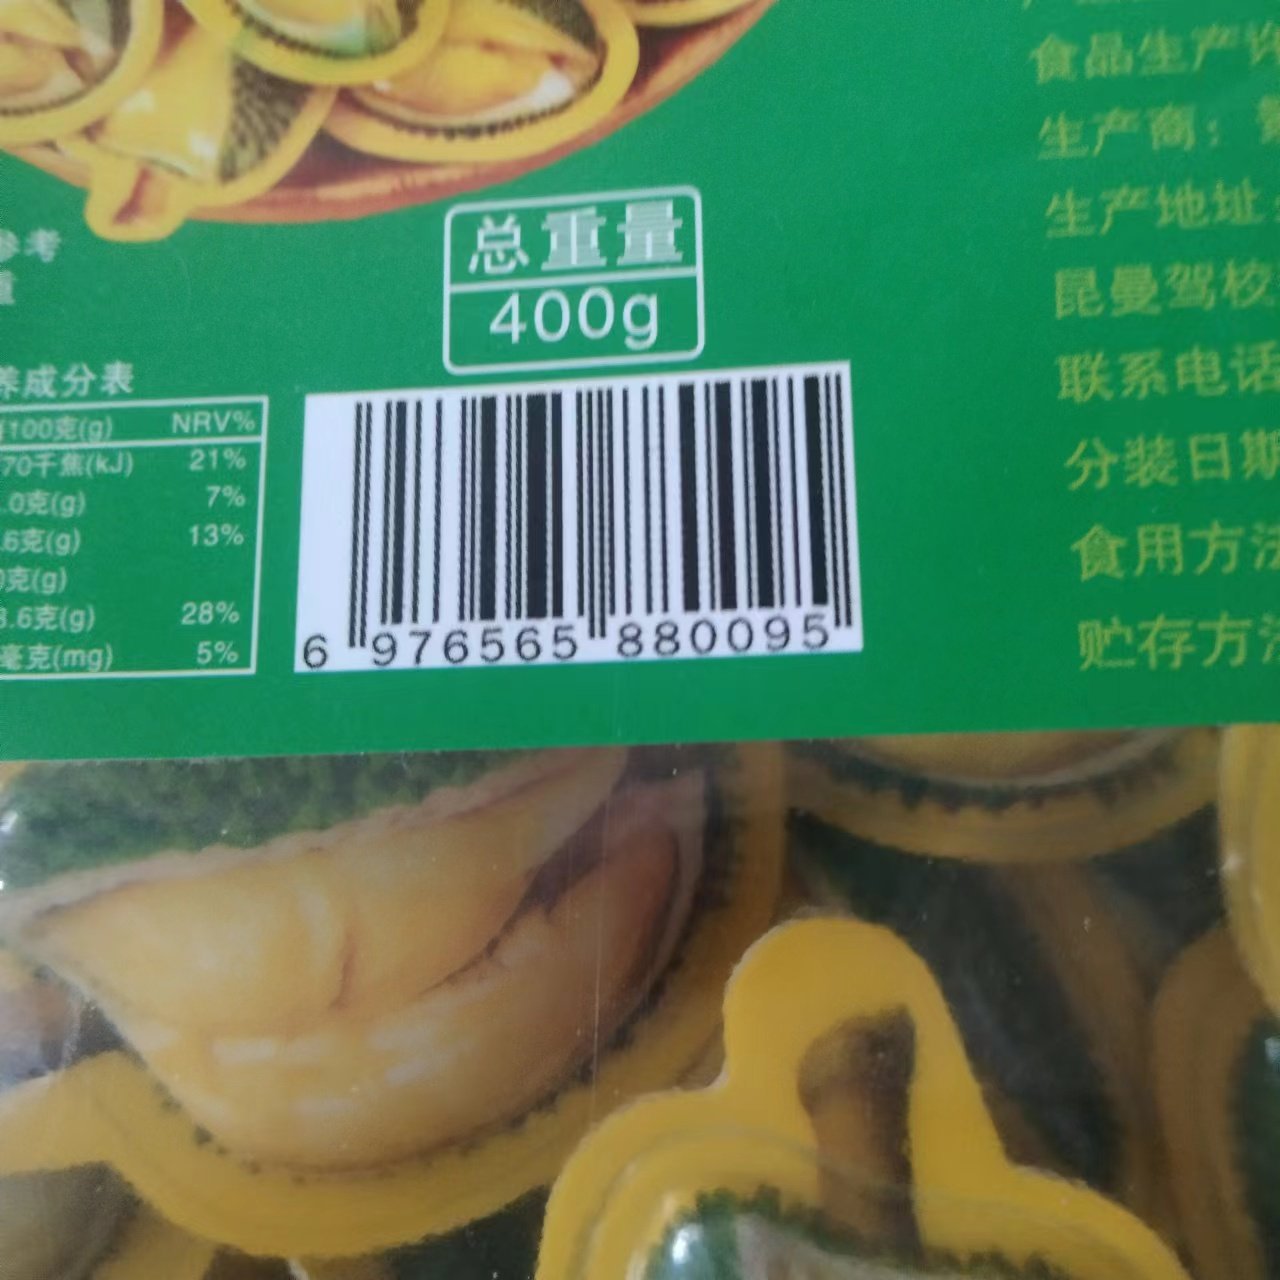 参考
重
总重量
400g
养成分表
100克(g) NRV%
70千焦(kJ) 21%
.0克(g) 7%
.6克(g) 13%
0克(g)
3.6克(g) 28%
毫克(mg) 5%
6 976565 880095
食品生产许
生产商：
生产地址：
昆曼驾校
联系电话
分装日期
食用方法
贮存方法